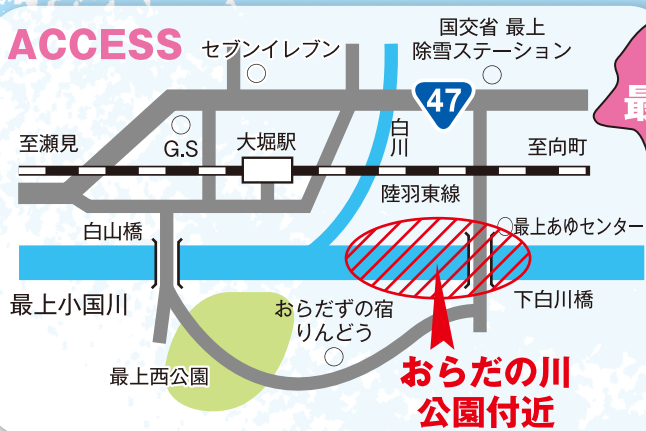 ACCESS
セブンイレブン
国交省 最上
除雪ステーション
47
最
至瀬見
G.S
大堀駅
白川
至向町
陸羽東線
白山橋
最上あゆセンター
最上小国川
おらだずの宿
りんどう
下白川橋
最上西公園
おらだの川
公園付近